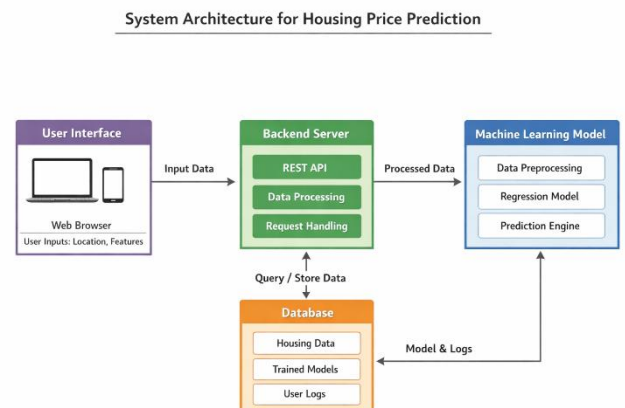 System Architecture for Housing Price Prediction
User Interface
Web Browser
User Inputs: Location, Features
Input Data
Backend Server
REST API
Data Processing
Request Handling
Processed Data
Machine Learning Model
Data Preprocessing
Regression Model
Prediction Engine
Query / Store Data
Database
Housing Data
Trained Models
User Logs
Model & Logs